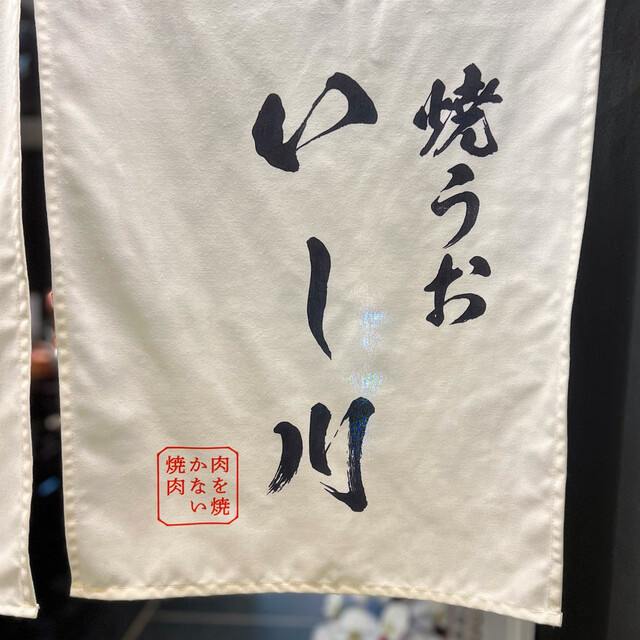 焼うお
いし川
肉を焼
かない
焼肉